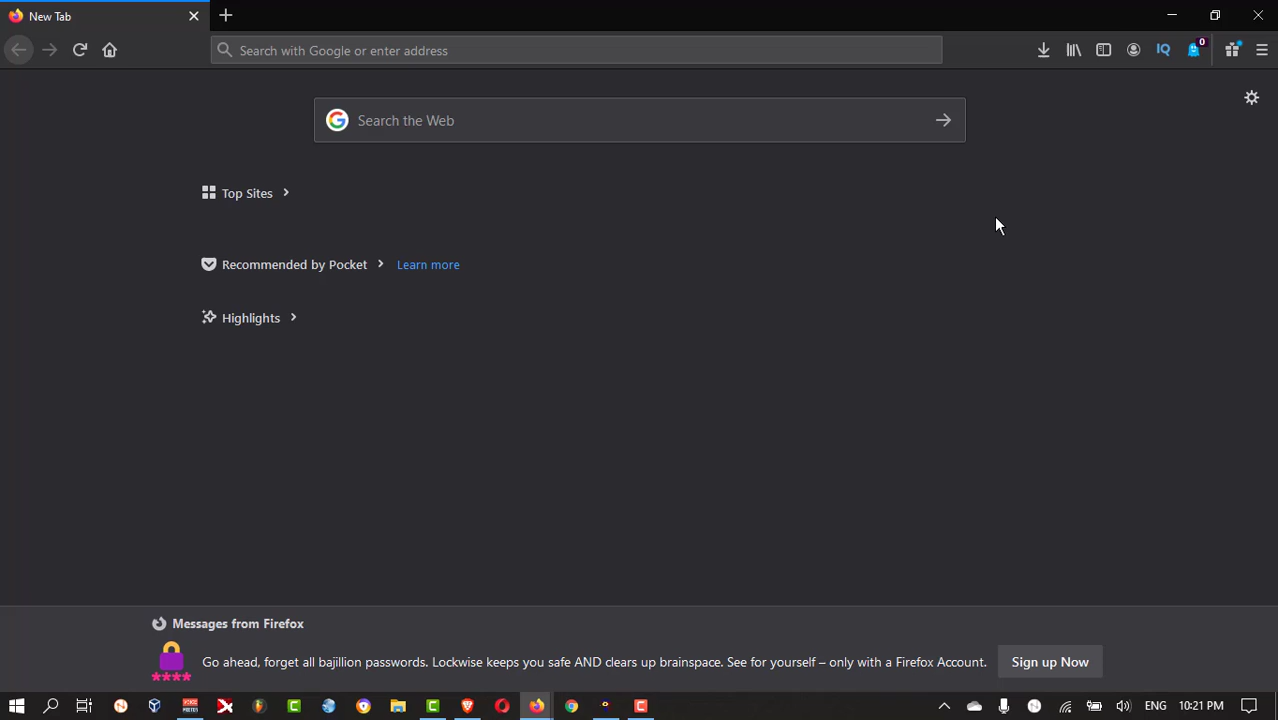 New Tab
Search with Google or enter address
IQ
0
Search the Web
Top Sites
Recommended by Pocket
Learn more
Highlights
Messages from Firefox
Go ahead, forget all bajillion passwords. Lockwise keeps you safe AND clears up brainspace. See for yourself – only with a Firefox Account.
Sign up Now
****
ENG
10:21 PM